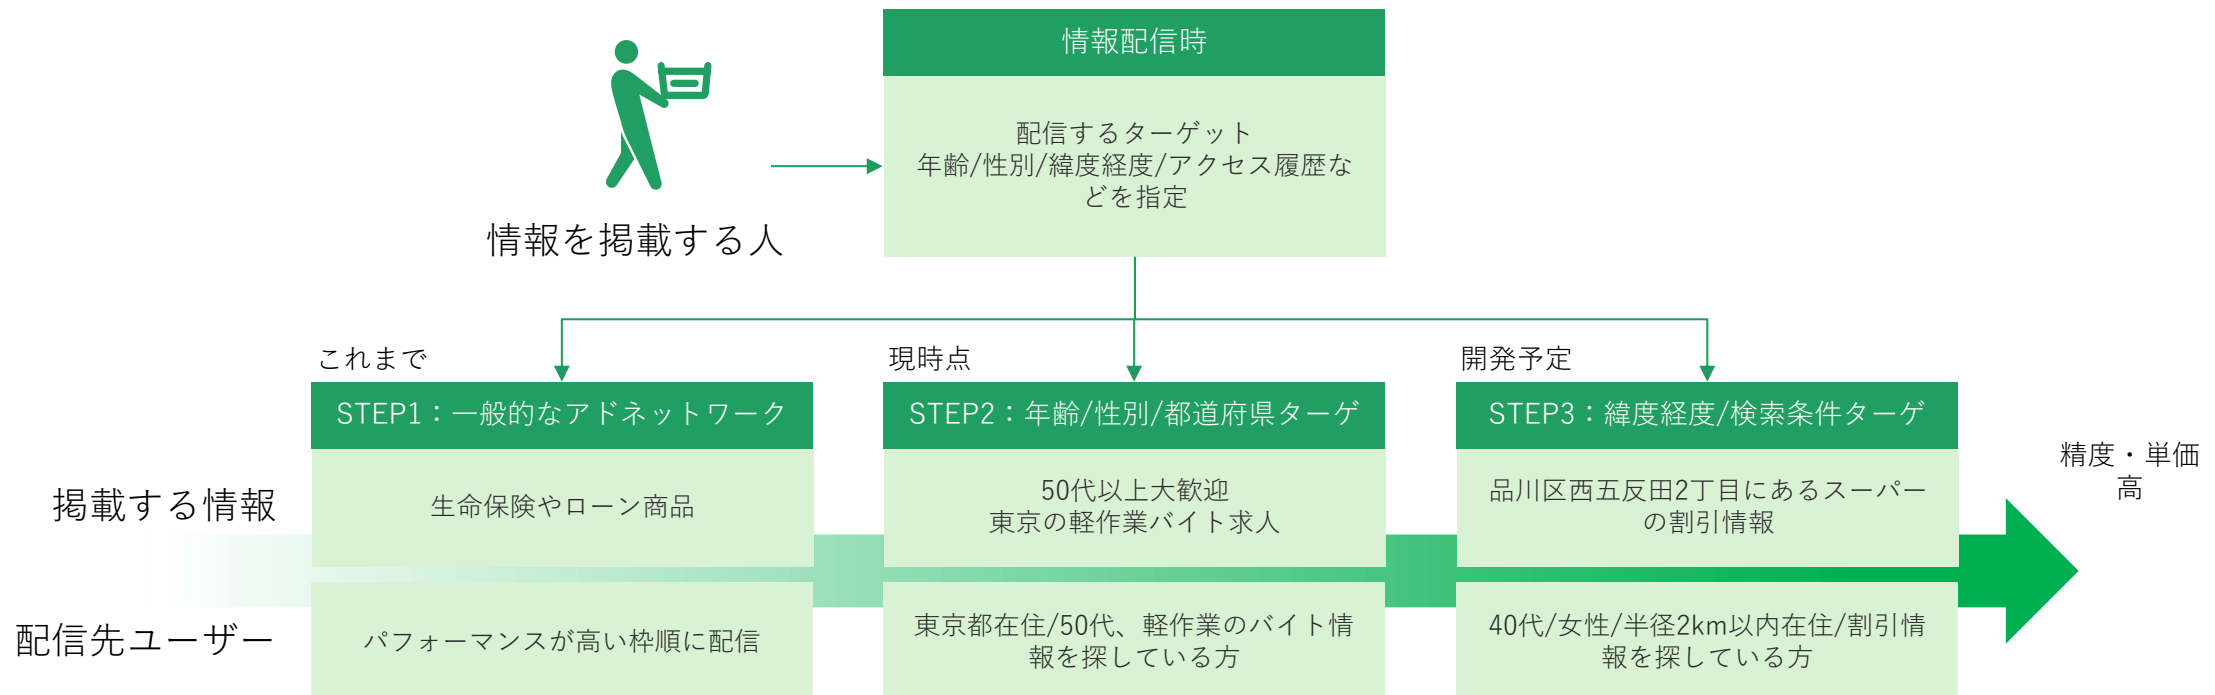 情報配信時
配信するターゲット
年齢/性別/緯度経度/アクセス履歴な
どを指定
情報を掲載する人
これまで
現時点
開発予定
STEP1：一般的なアドネットワーク
STEP2：年齢/性別/都道府県ターゲ
STEP3：緯度経度/検索条件ターゲ
精度・単価
高
掲載する情報
生命保険やローン商品
50代以上大歓迎
東京の軽作業バイト求人
品川区西五反田2丁目にあるスーパー
の割引情報
配信先ユーザー
パフォーマンスが高い枠順に配信
東京都在住/50代、軽作業のバイト情
報を探している方
40代/女性/半径2km以内在住/割引情
報を探している方